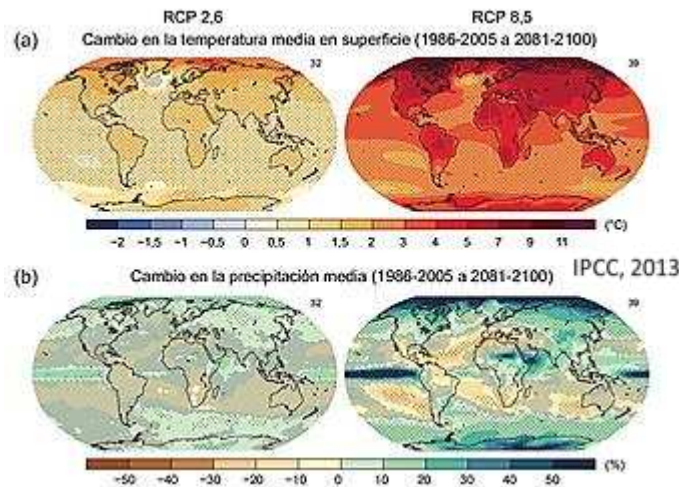 RCP 2,6 RCP 8,5
(a) Cambio en la temperatura media en superficie (1986-2005 a 2081-2100)
32 39
(°C)
−2 −1,5 −1 −0,5 0 0,5 1 1,5 2 3 4 5 7 9 11
(b) Cambio en la precipitación media (1986-2005 a 2081-2100) IPCC, 2013
32 39
(%)
−50 −40 −30 −20 −10 0 10 20 30 40 50